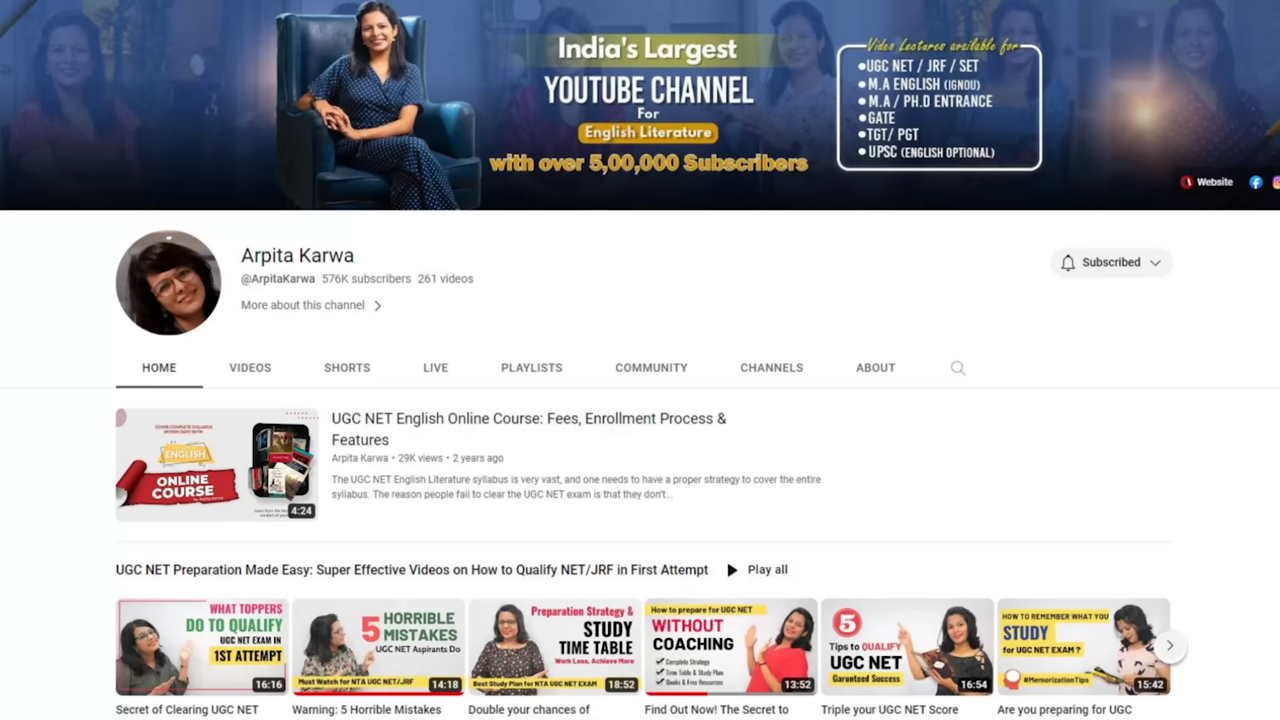 India's Largest
YOUTUBE CHANNEL
For
English Literature
with over 5,00,000 Subscribers
Video Lectures available for
•UGC NET / JRF / SET
•M.A ENGLISH (IGNOU)
•M.A / PH.D ENTRANCE
•GATE
•TGT/ PGT
•UPSC (ENGLISH OPTIONAL)
Website
Arpita Karwa
@ArpitaKarwa 576K subscribers 261 videos
More about this channel
Subscribed
HOME VIDEOS SHORTS LIVE PLAYLISTS COMMUNITY CHANNELS ABOUT
COVER COMPLETE SYLLABUS
ENGLISH
ONLINE
COURSE
4:24
UGC NET English Online Course: Fees, Enrollment Process &
Features
Arpita Karwa • 29K views • 2 years ago
The UGC NET English Literature syllabus is very vast, and one needs to have a proper strategy to cover the entire
syllabus. The reason people fail to clear the UGC NET exam is that they don't...
UGC NET Preparation Made Easy: Super Effective Videos on How to Qualify NET/JRF in First Attempt Play all
WHAT TOPPERS
DO TO QUALIFY
UGC NET EXAM IN
1ST ATTEMPT
16:16
5 HORRIBLE
MISTAKES
UGC NET Aspirants Do
Must Watch for NTA UGC NET/JRF
14:18
Preparation Strategy &
STUDY
TIME TABLE
Work Less, Achieve More
Best Study Plan for NTA UGC NET EXAM
18:52
How to prepare for UGC NET
WITHOUT
COACHING
Complete Strategy
Time Table & Study Plan
Books & Free Resources
13:52
5
Tips to QUALIFY
UGC NET
Garunteed Success
16:54
HOW TO REMEMBER WHAT YOU
STUDY
for UGC NET EXAM ?
#MemorizationTips
15:42
Secret of Clearing UGC NET
Warning: 5 Horrible Mistakes
Double your chances of
Find Out Now! The Secret to
Triple your UGC NET Score
Are you preparing for UGC